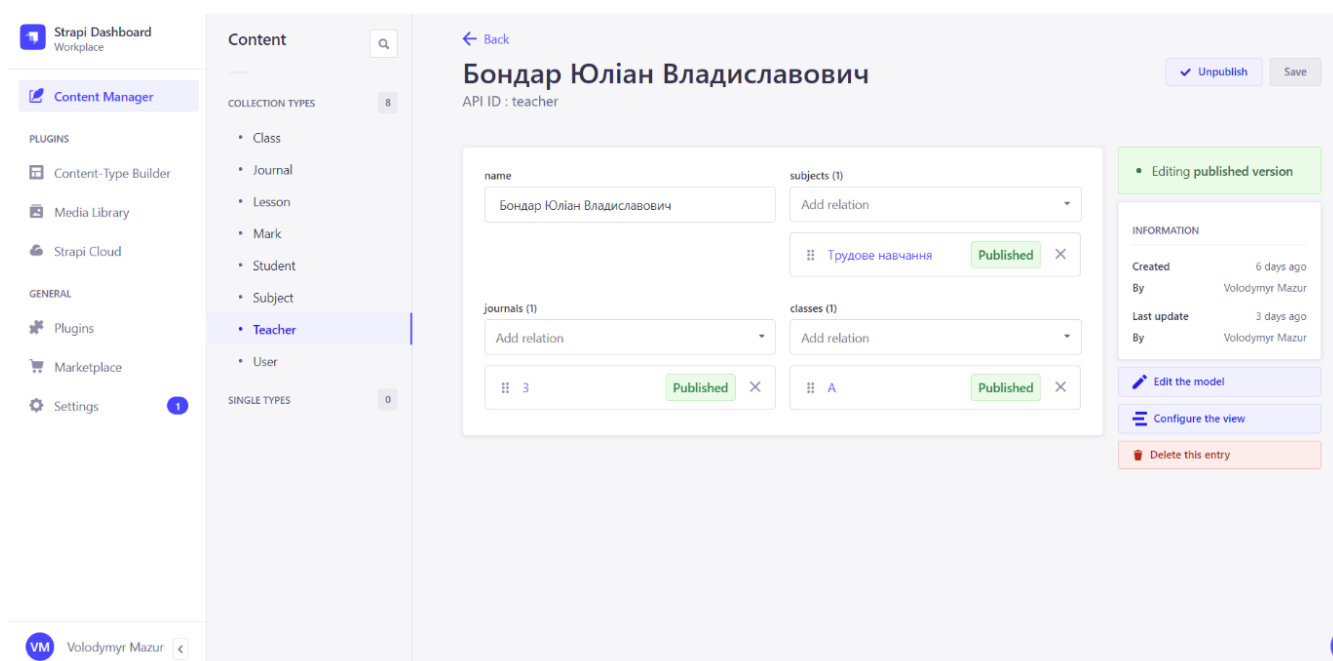 Strapi Dashboard
Workplace
Content Manager
PLUGINS
Content-Type Builder
Media Library
Strapi Cloud
GENERAL
Plugins
Marketplace
Settings
1
VM
Volodymyr Mazur
Content
COLLECTION TYPES
8
Class
Journal
Lesson
Mark
Student
Subject
Teacher
User
SINGLE TYPES
0
Back
Бондар Юліан Владиславович
API ID : teacher
Unpublish
Save
name
Бондар Юліан Владиславович
subjects (1)
Add relation
Трудове навчання
Published
journals (1)
Add relation
3
Published
classes (1)
Add relation
А
Published
Editing published version
INFORMATION
Created 6 days ago
By Volodymyr Mazur
Last update 3 days ago
By Volodymyr Mazur
Edit the model
Configure the view
Delete this entry